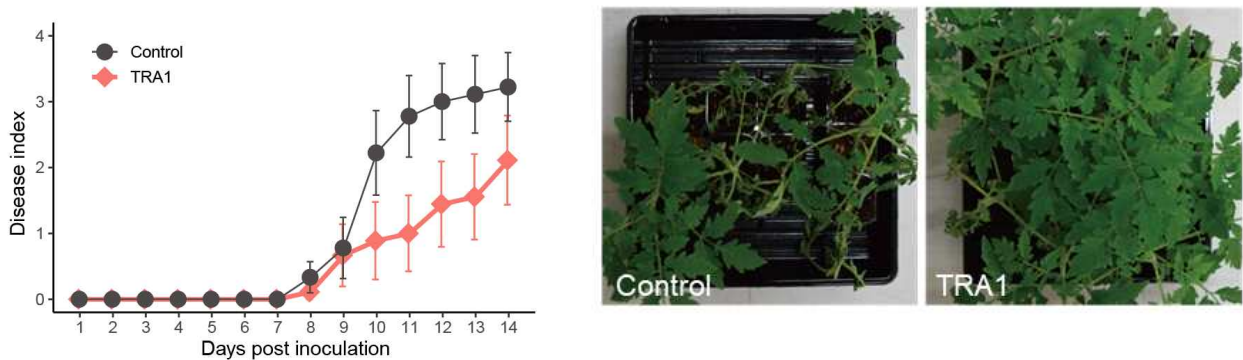 4
3
2
1
0
Disease index
Control
TRA1
1 2 3 4 5 6 7 8 9 10 11 12 13 14
Days post inoculation
Control
TRA1